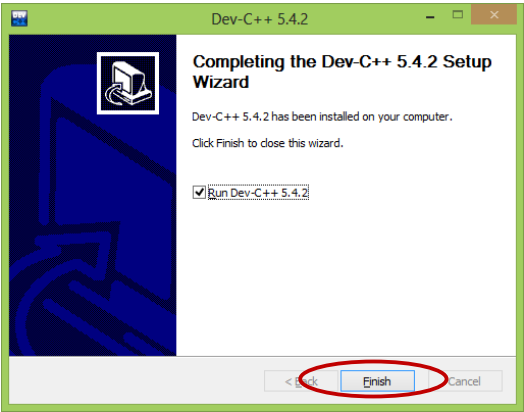 Dev-C++ 5.4.2
Completing the Dev-C++ 5.4.2 Setup
Wizard
Dev-C++ 5.4.2 has been installed on your computer.
Click Finish to close this wizard.
Run Dev-C++ 5.4.2
< Back
Finish
Cancel